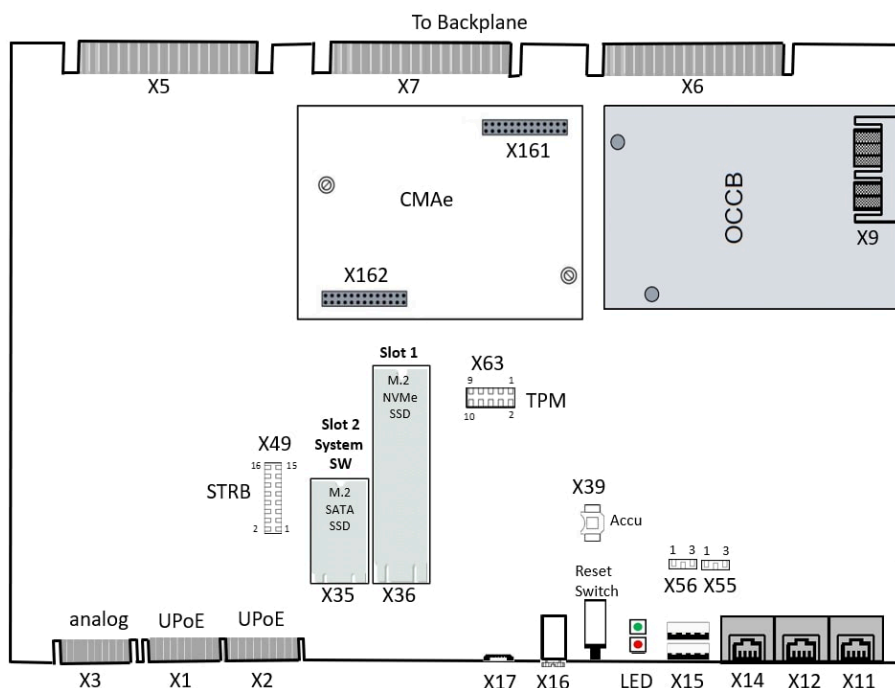 To Backplane
X5
X7
X6
X161
CMAe
OCCB
X9
X162
Slot 1
X63
M.2
NVMe
SSD
9 1
TPM
10 2
Slot 2
System
SW
X49
16 15
STRB
M.2
SATA
SSD
2 1
X39
Accu
1 3 1 3
X56 X55
Reset
Switch
X35 X36
analog UPoE UPoE
X3 X1 X2 X17 X16 LED X15 X14 X12 X11